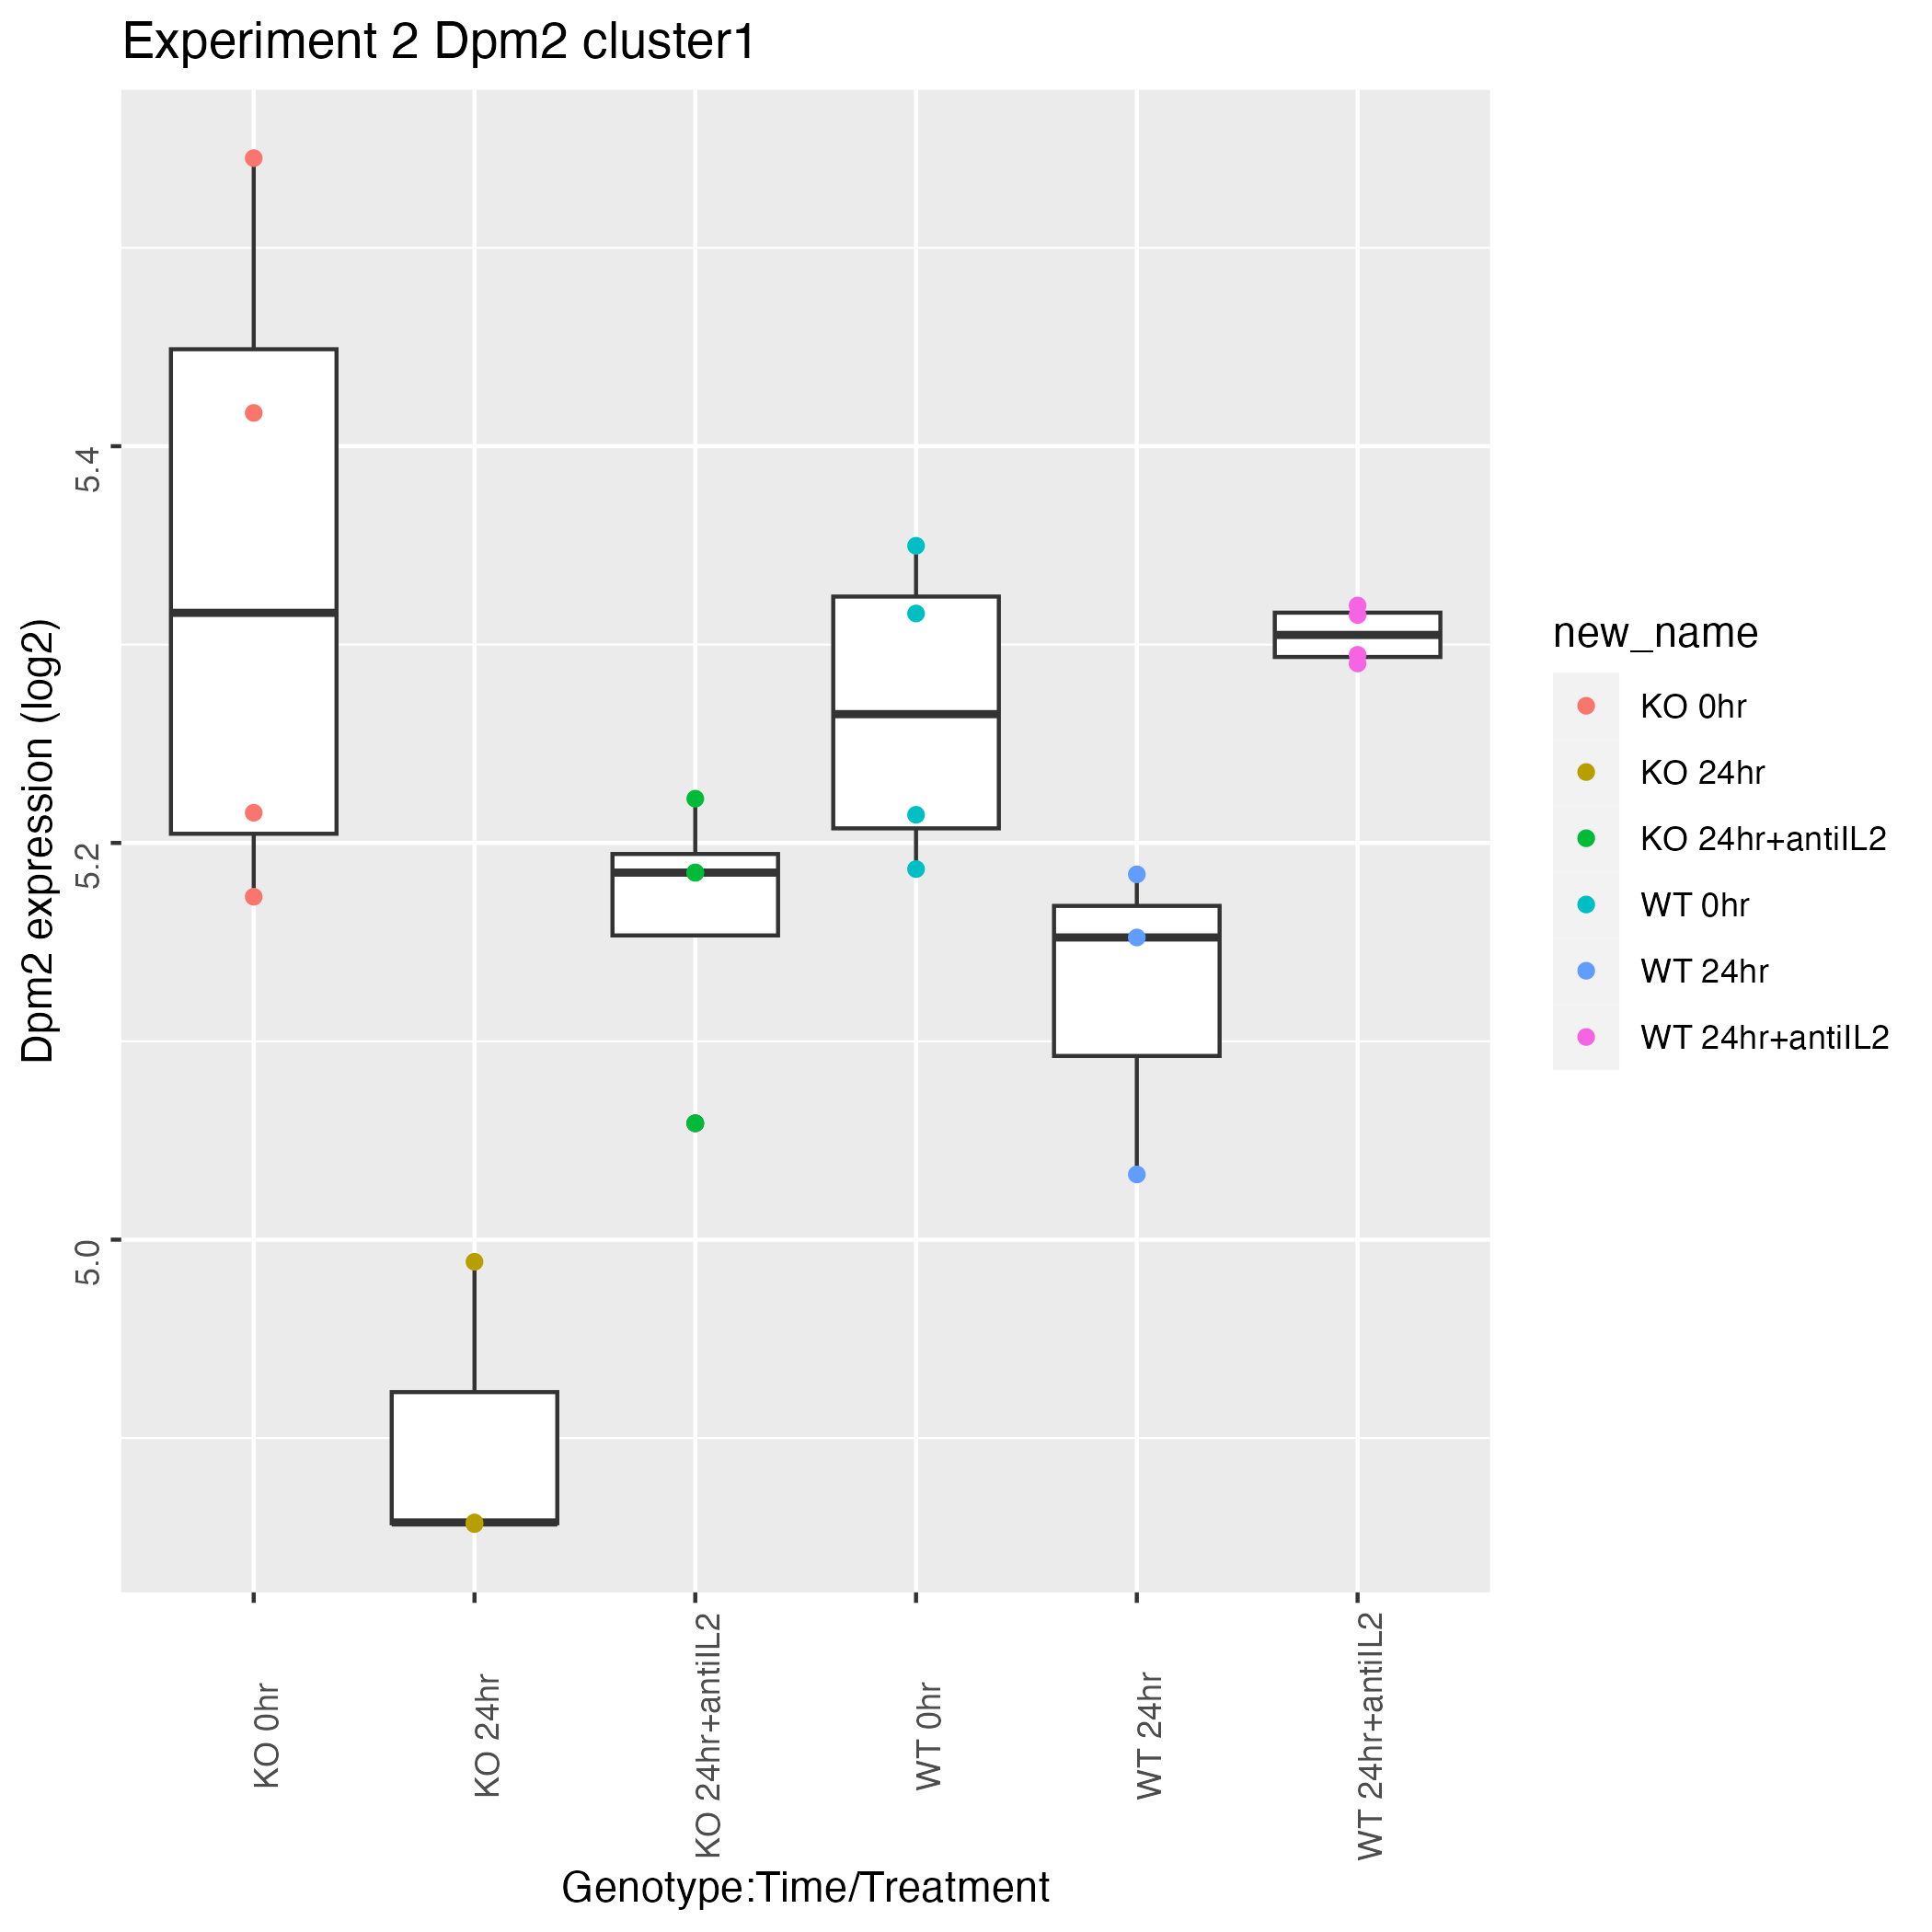 Experiment 2 Dpm2 cluster1
Dpm2 expression (log2)
5.4
5.2
5.0
KO 0hr
KO 24hr
KO 24hr+antiIL2
WT 0hr
WT 24hr
WT 24hr+antiIL2
Genotype:Time/Treatment
new_name
KO 0hr
KO 24hr
KO 24hr+antiIL2
WT 0hr
WT 24hr
WT 24hr+antiIL2